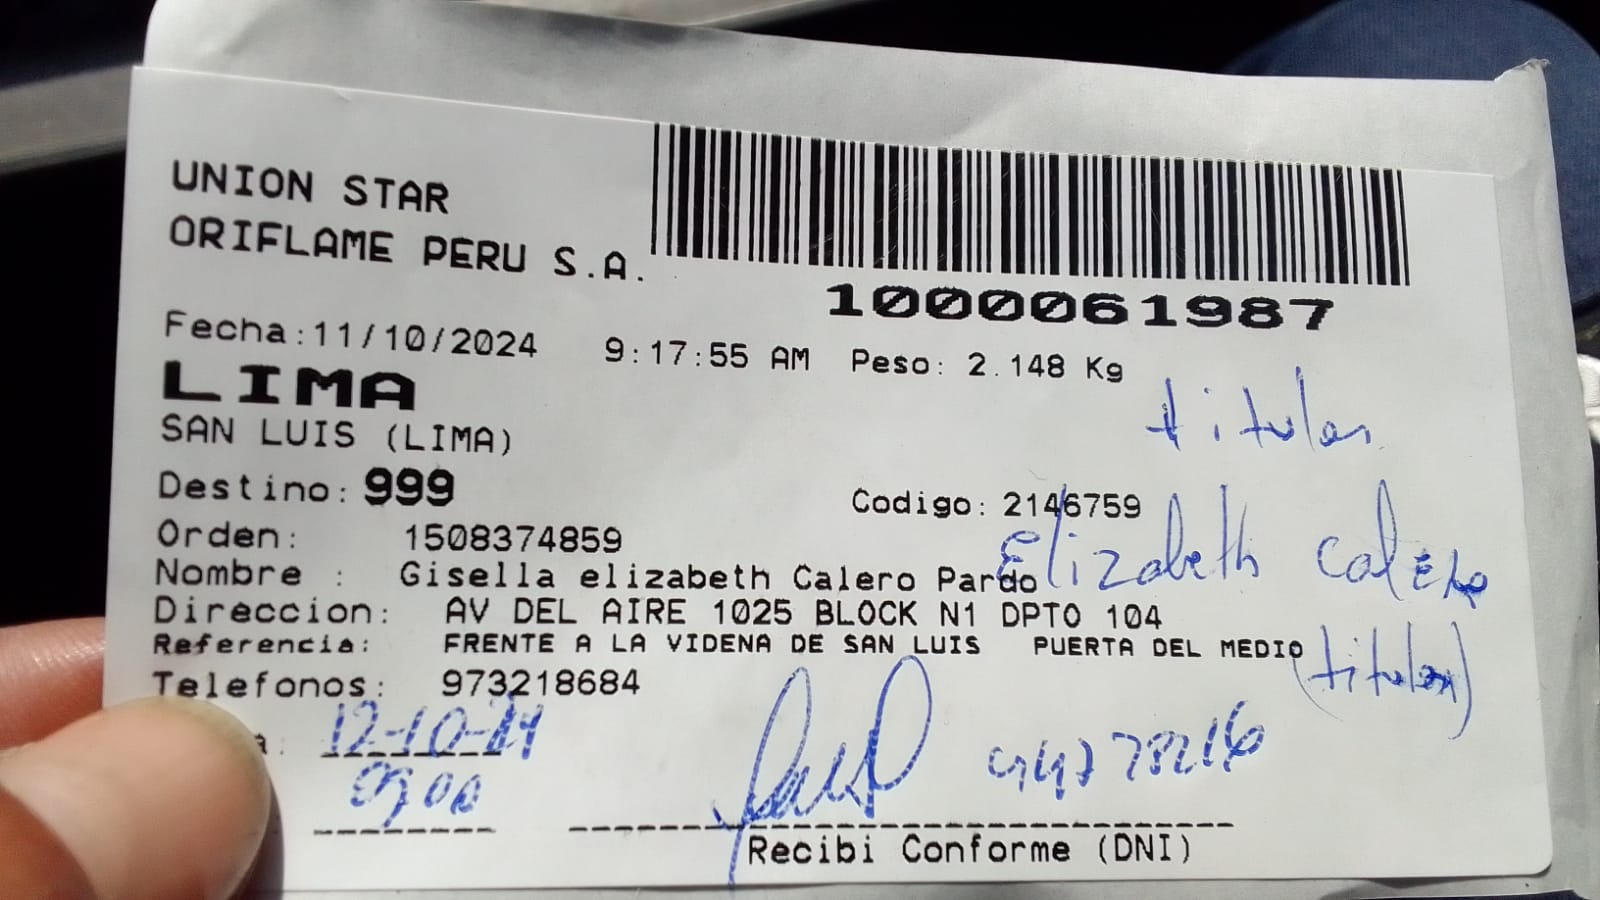 UNION STAR
ORIFLAME PERU S.A.
1000061987
Fecha:11/10/2024 9:17:55 AM Peso: 2.148 Kg
LIMA
titular
SAN LUIS (LIMA)
Destino: 999 Codigo: 2146759
Orden: 1508374859
Elizabeth Calero
Nombre : Gisella elizabeth Calero Pardo
Direccion: AV DEL AIRE 1025 BLOCK N1 DPTO 104
Referencia: FRENTE A LA VIDENA DE SAN LUIS PUERTA DEL MEDIO
(titular)
Telefonos: 973218684
a: 12-10-24
09 00
Recibi Conforme (DNI)